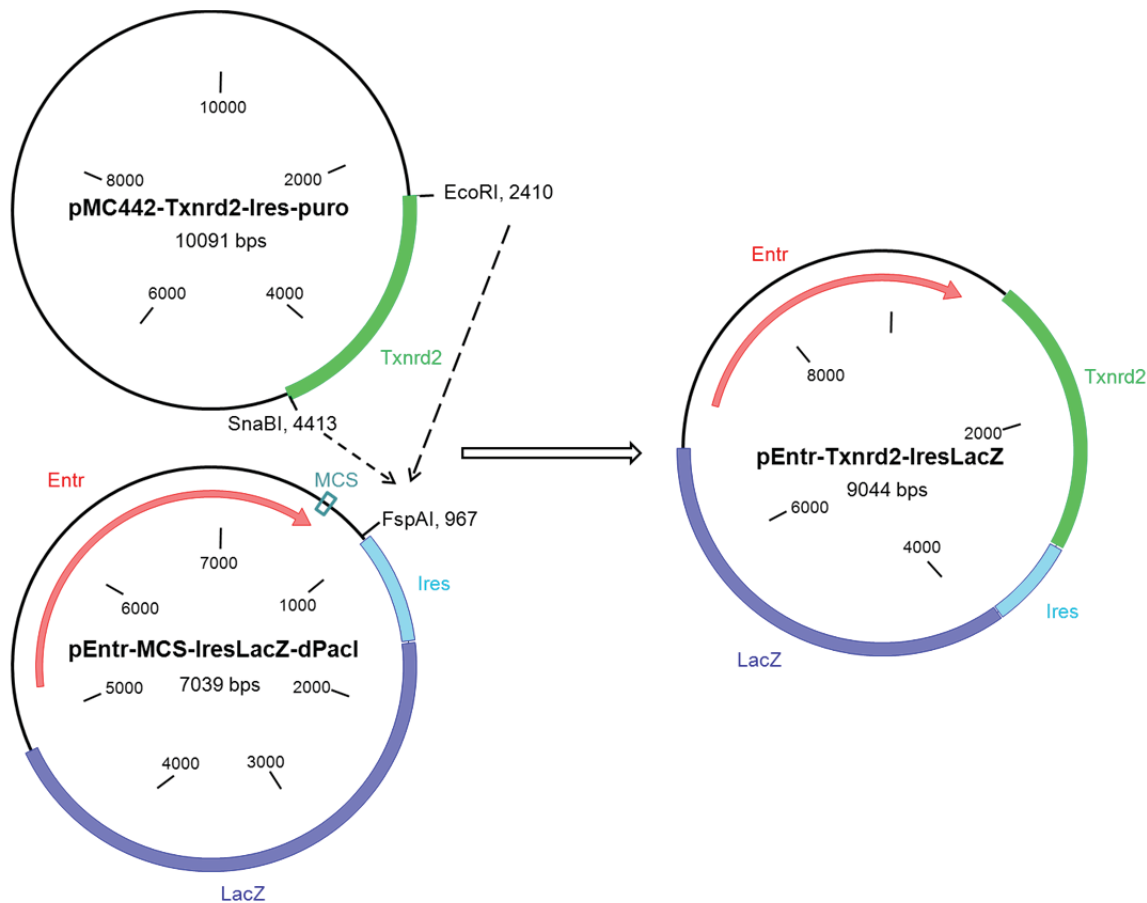 10000
8000
2000
pMC442-Txnrd2-Ires-puro
10091 bps
6000
4000
EcoRI, 2410
Txnrd2
SnaBI, 4413
Entr
MCS
FspAI, 967
7000
6000
1000
Ires
pEntr-MCS-IresLacZ-dPacI
7039 bps
5000
2000
4000
3000
LacZ
Entr
8000
Txnrd2
2000
pEntr-Txnrd2-IresLacZ
9044 bps
6000
4000
Ires
LacZ